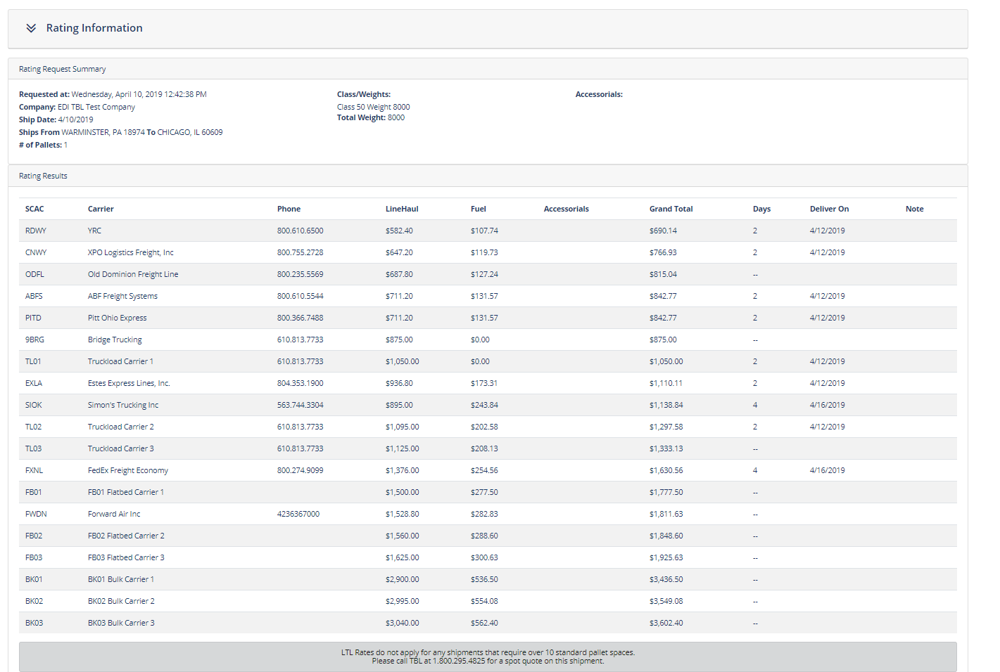 Rating Information
Rating Request Summary
Requested at: Wednesday, April 10, 2019 12:42:38 PM
Company: EDI TBL Test Company
Ship Date: 4/10/2019
Ships From WARMINSTER, PA 18974 To CHICAGO, IL 60609
# of Pallets: 1
Class/Weights:
Class 50 Weight 8000
Total Weight: 8000
Accessorials:
Rating Results
SCAC Carrier Phone LineHaul Fuel Accessorials Grand Total Days Deliver On Note
RDWY YRC 800.610.6500 $582.40 $107.74 $690.14 2 4/12/2019
CNWY XPO Logistics Freight, Inc 800.755.2728 $647.20 $119.73 $766.93 2 4/12/2019
ODFL Old Dominion Freight Line 800.235.5569 $687.80 $127.24 $815.04 --
ABFS ABF Freight Systems 800.610.5544 $711.20 $131.57 $842.77 2 4/12/2019
PITD Pitt Ohio Express 800.366.7488 $711.20 $131.57 $842.77 2 4/12/2019
9BRG Bridge Trucking 610.813.7733 $875.00 $0.00 $875.00 --
TL01 Truckload Carrier 1 610.813.7733 $1,050.00 $0.00 $1,050.00 2 4/12/2019
EXLA Estes Express Lines, Inc. 804.353.1900 $936.80 $173.31 $1,110.11 2 4/12/2019
SIOK Simon's Trucking Inc 563.744.3304 $895.00 $243.84 $1,138.84 4 4/16/2019
TL02 Truckload Carrier 2 610.813.7733 $1,095.00 $202.58 $1,297.58 2 4/12/2019
TL03 Truckload Carrier 3 610.813.7733 $1,125.00 $208.13 $1,333.13 --
FXNL FedEx Freight Economy 800.274.9099 $1,376.00 $254.56 $1,630.56 4 4/16/2019
FB01 FB01 Flatbed Carrier 1 $1,500.00 $277.50 $1,777.50 --
FWDN Forward Air Inc 4236367000 $1,528.80 $282.83 $1,811.63 --
FB02 FB02 Flatbed Carrier 2 $1,560.00 $288.60 $1,848.60 --
FB03 FB03 Flatbed Carrier 3 $1,625.00 $300.63 $1,925.63 --
BK01 BK01 Bulk Carrier 1 $2,900.00 $536.50 $3,436.50 --
BK02 BK02 Bulk Carrier 2 $2,995.00 $554.08 $3,549.08 --
BK03 BK03 Bulk Carrier 3 $3,040.00 $562.40 $3,602.40 --
LTL Rates do not apply for any shipments that require over 10 standard pallet spaces.
Please call TBL at 1.800.295.4825 for a spot quote on this shipment.